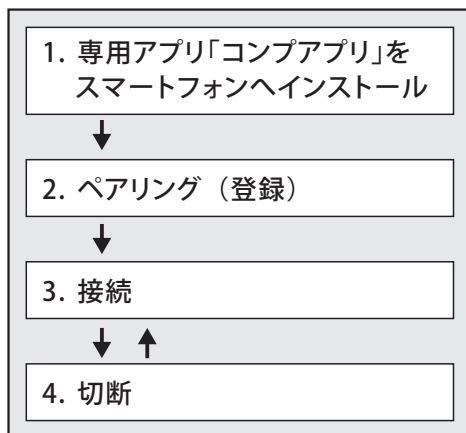 1. 専用アプリ「コンプアプリ」を
スマートフォンへインストール
2. ペアリング（登録）
3. 接続
4. 切断